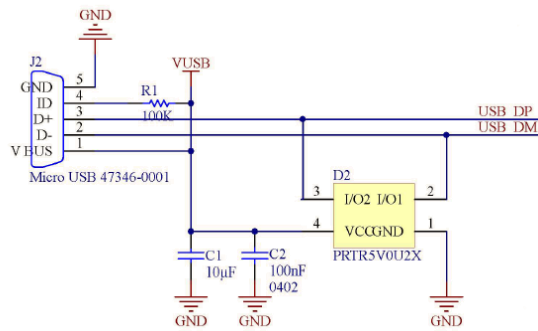 GND
J2
VUSB
GND 5
ID 4
R1
100K
D+ 3
D- 2
VBUS 1
USB_DP
USB_DM
Micro USB 47346-0001
D2
3 I/O2 I/O1 2
4 VCC GND 1
PRTR5V0U2X
C1
10µF
C2
100nF
0402
GND
GND
GND